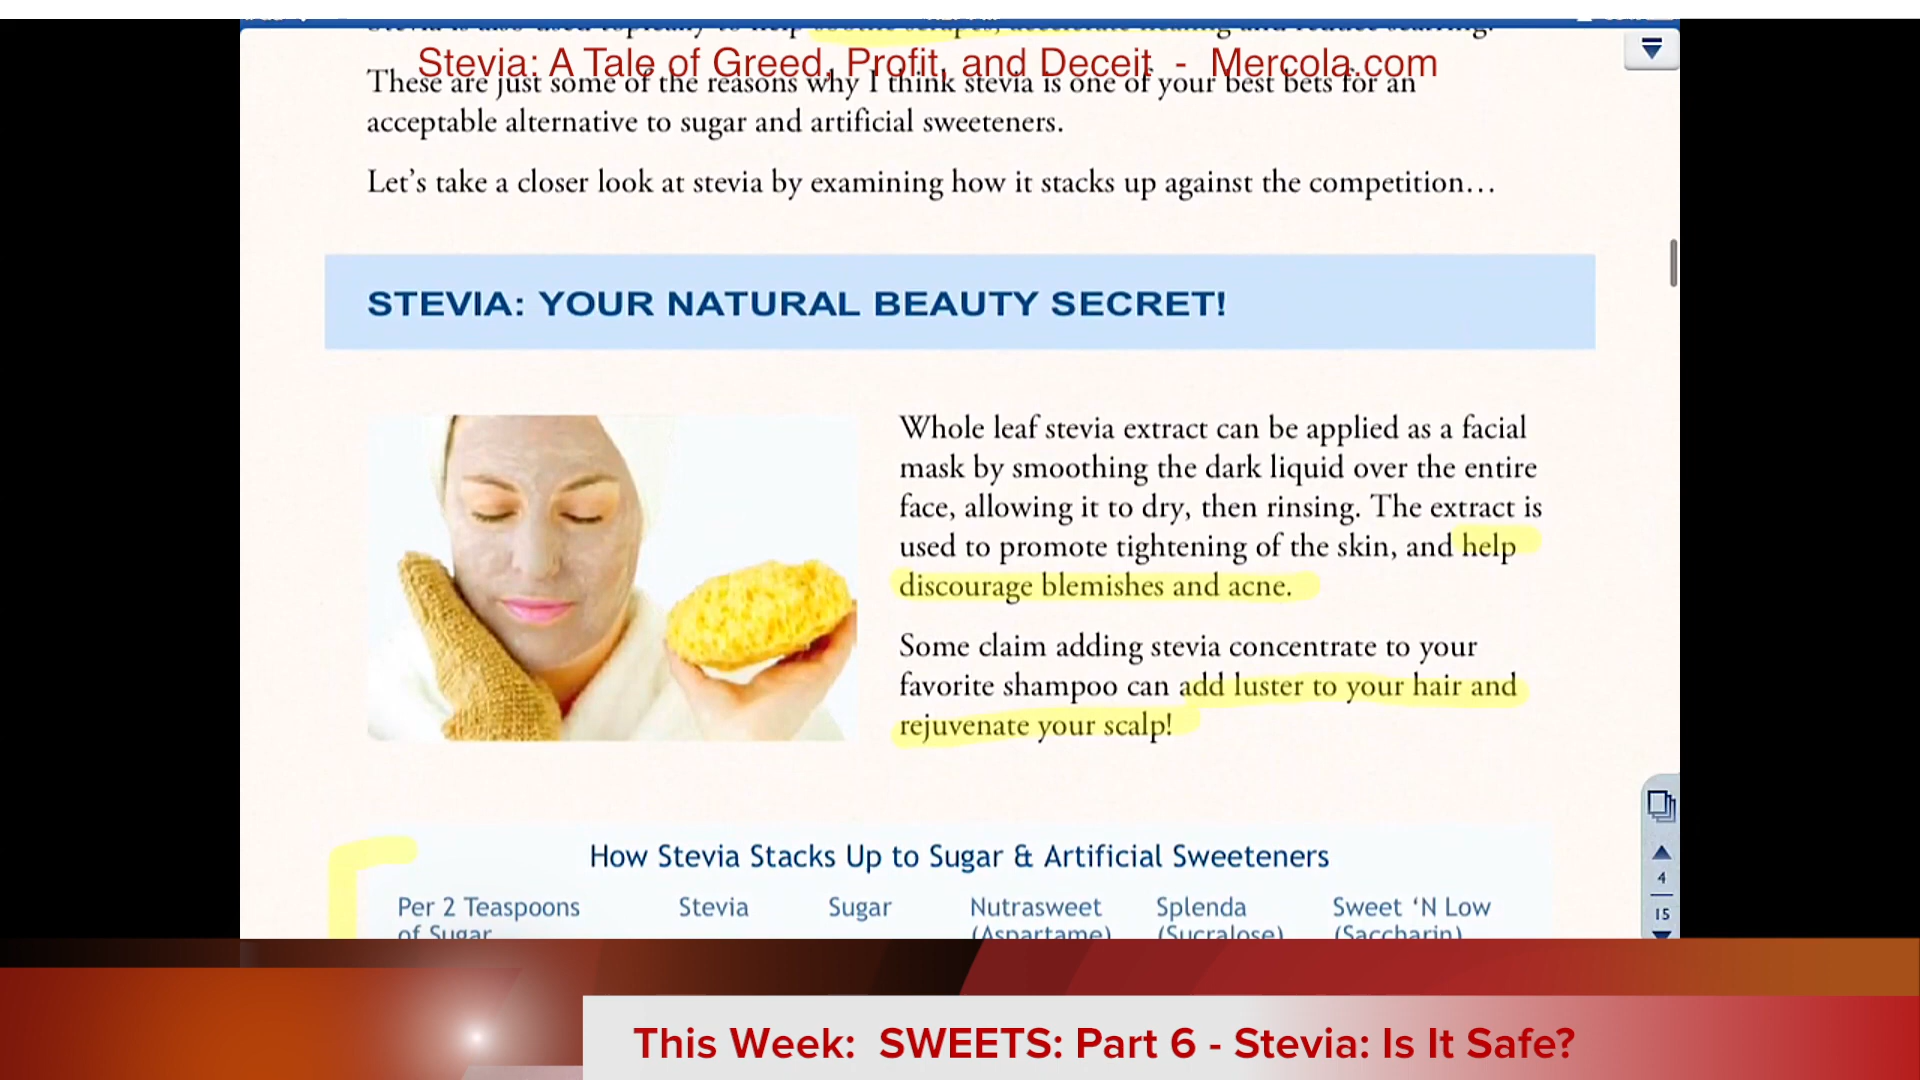 Stevia: A Tale of Greed, Profit, and Deceit - Mercola.com
These are just some of the reasons why I think stevia is one of your best bets for an
acceptable alternative to sugar and artificial sweeteners.
Let’s take a closer look at stevia by examining how it stacks up against the competition…
STEVIA: YOUR NATURAL BEAUTY SECRET!
Whole leaf stevia extract can be applied as a facial
mask by smoothing the dark liquid over the entire
face, allowing it to dry, then rinsing. The extract is
used to promote tightening of the skin, and help
discourage blemishes and acne.
Some claim adding stevia concentrate to your
favorite shampoo can add luster to your hair and
rejuvenate your scalp!
How Stevia Stacks Up to Sugar & Artificial Sweeteners
Per 2 Teaspoons Stevia Sugar Nutrasweet Splenda Sweet ‘N Low
of Sugar (Aspartame) (Sucralose) (Saccharin)
4
15
This Week: SWEETS: Part 6 - Stevia: Is It Safe?